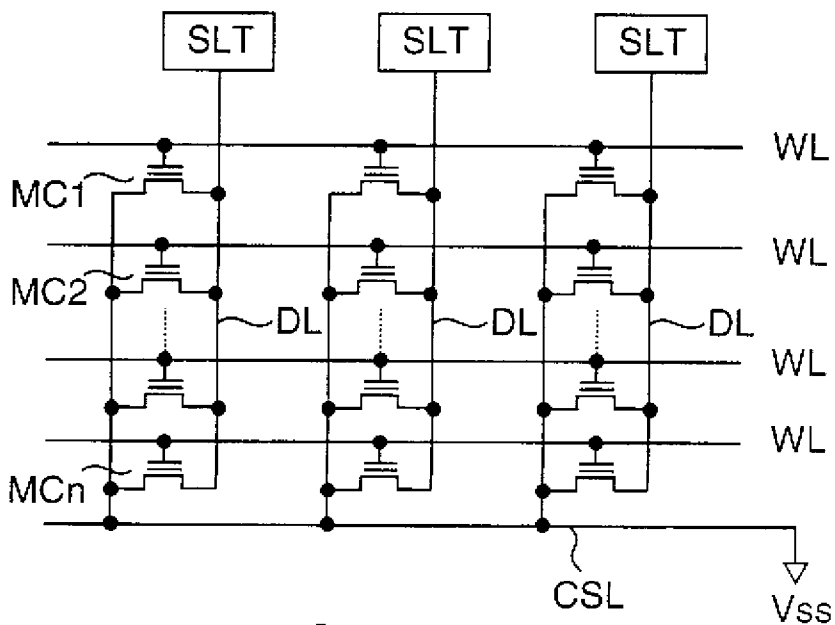 SLT SLT SLT
WL
MC1
WL
MC2
DL DL DL
WL
WL
MCn
CSL
Vss